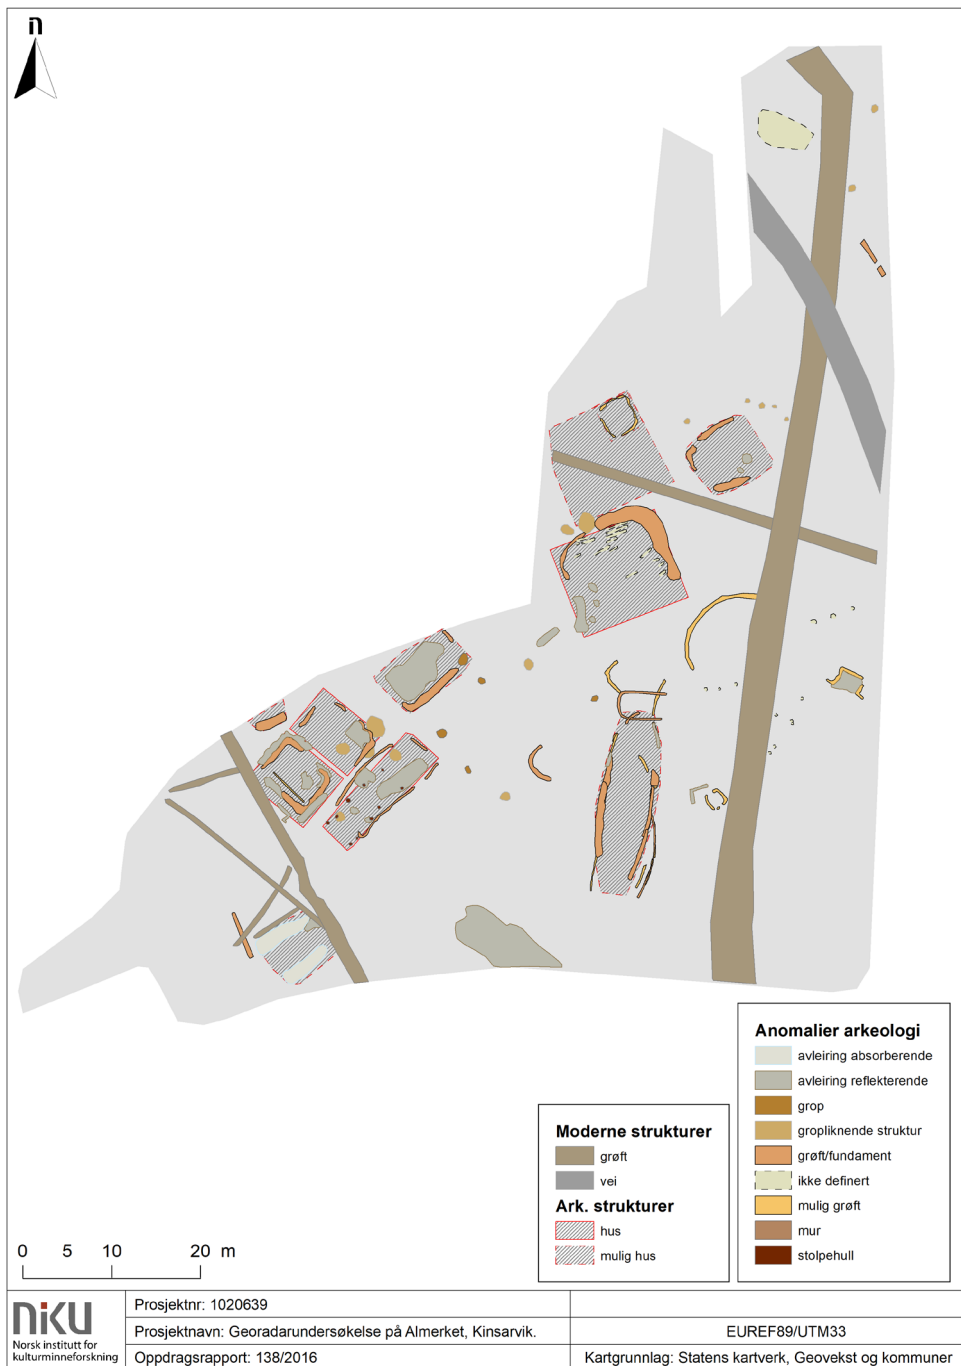 n
Anomalier arkeologi
avleiring absorberende
avleiring reflekterende
grop
gropliknende struktur
grøft/fundament
ikke definert
mulig grøft
mur
stolpehull
Moderne strukturer
grøft
vei
Ark. strukturer
hus
mulig hus
0 5 10 20 m
niku
Norsk institutt for
kulturminneforskning
Prosjektnr: 1020639
Prosjektnavn: Georadarundersøkelse på Almerket, Kinsarvik.
EUREF89/UTM33
Oppdragsrapport: 138/2016
Kartgrunnlag: Statens kartverk, Geovekst og kommuner